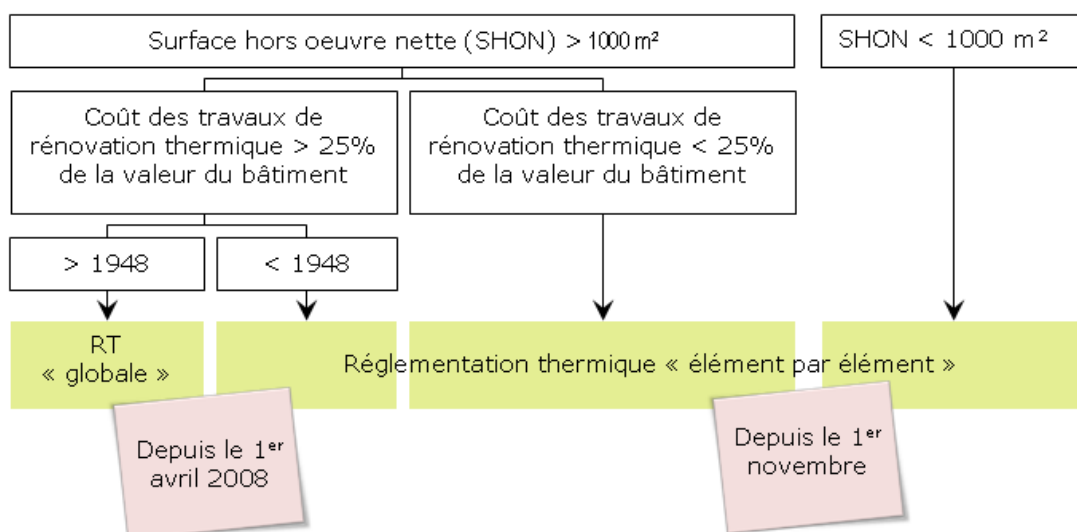 Surface hors oeuvre nette (SHON) > 1000 m²
SHON < 1000 m²
Coût des travaux de
rénovation thermique > 25%
de la valeur du bâtiment
Coût des travaux de
rénovation thermique < 25%
de la valeur du bâtiment
> 1948
< 1948
RT
« globale »
Réglementation thermique « élément par élément »
Depuis le 1er
avril 2008
Depuis le 1er
novembre